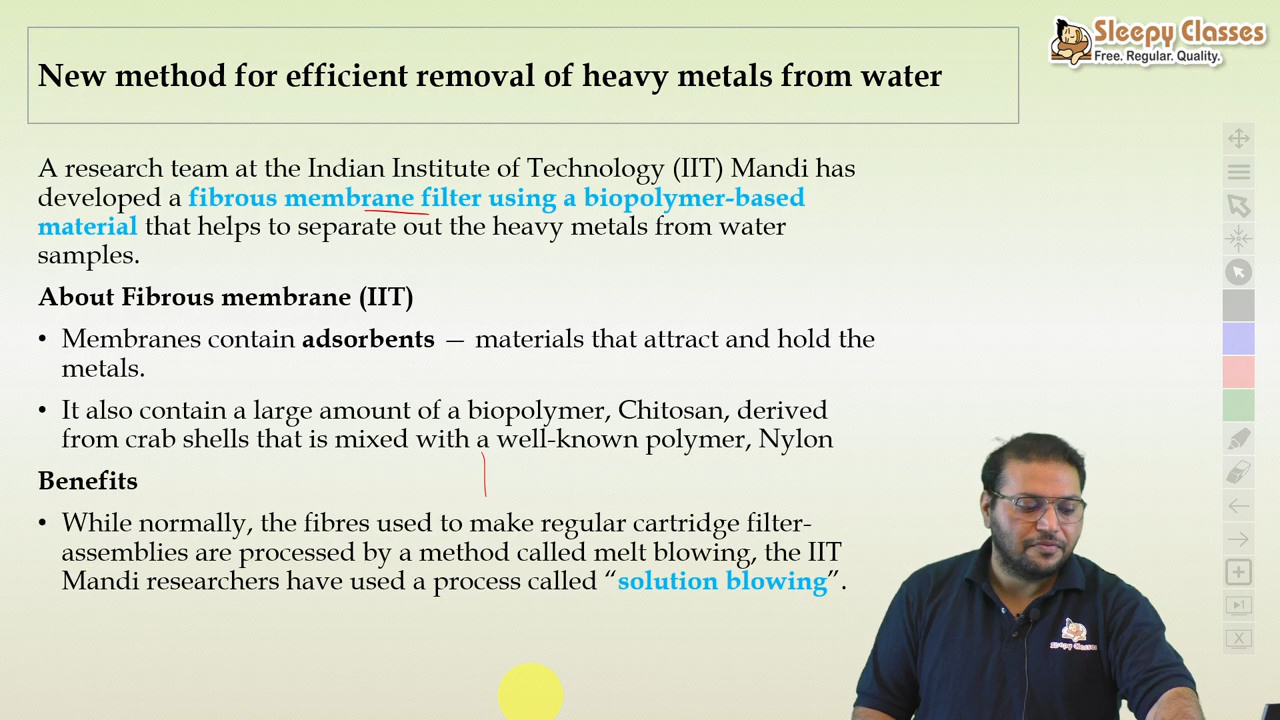 Sleepy Classes
Free. Regular. Quality.
New method for efficient removal of heavy metals from water
A research team at the Indian Institute of Technology (IIT) Mandi has
developed a fibrous membrane filter using a biopolymer-based
material that helps to separate out the heavy metals from water
samples.
About Fibrous membrane (IIT)
• Membranes contain adsorbents — materials that attract and hold the
metals.
• It also contain a large amount of a biopolymer, Chitosan, derived
from crab shells that is mixed with a well-known polymer, Nylon
Benefits
• While normally, the fibres used to make regular cartridge filter-
assemblies are processed by a method called melt blowing, the IIT
Mandi researchers have used a process called “solution blowing”.
Sleepy Classes